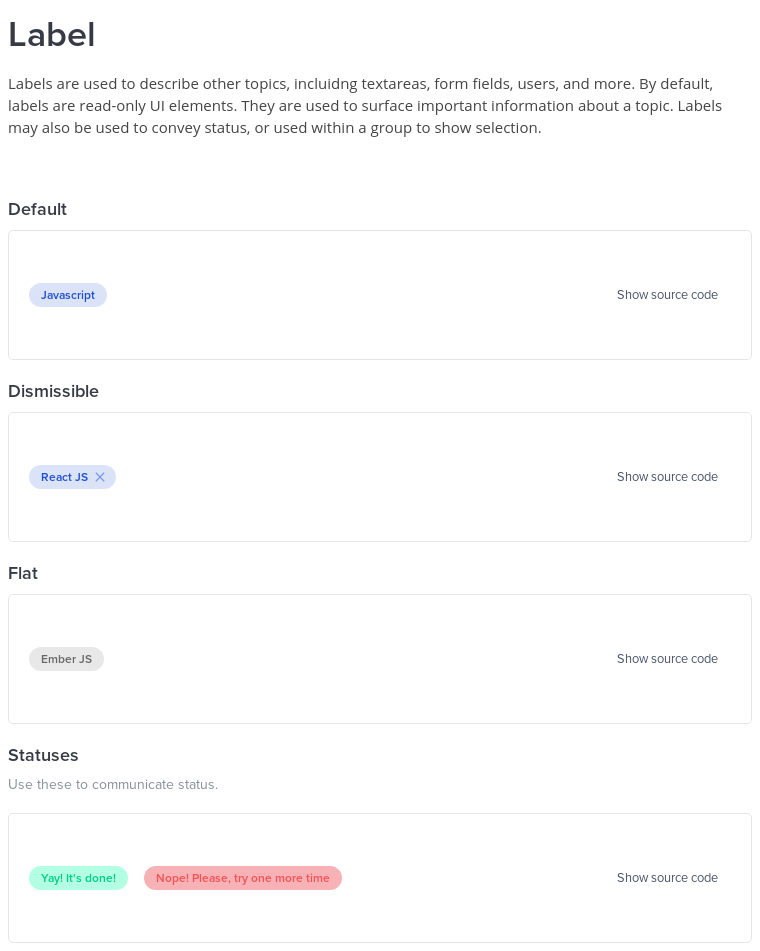 Label
Labels are used to describe other topics, incluidng textareas, form fields, users, and more. By default,
labels are read-only UI elements. They are used to surface important information about a topic. Labels
may also be used to convey status, or used within a group to show selection.
Default
Javascript
Show source code
Dismissible
React JS
Show source code
Flat
Ember JS
Show source code
Statuses
Use these to communicate status.
Yay! It's done!
Nope! Please, try one more time
Show source code